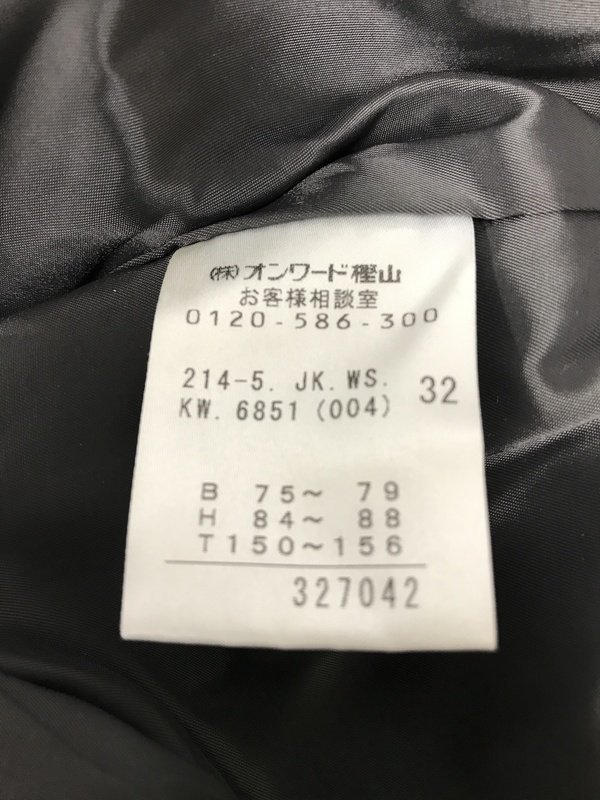 ㈱オンワード樫山
お客様相談室
0120-586-300
214-5. JK. WS. 32
KW. 6851 (004)
B 75～ 79
H 84～ 88
T 150～156
327042